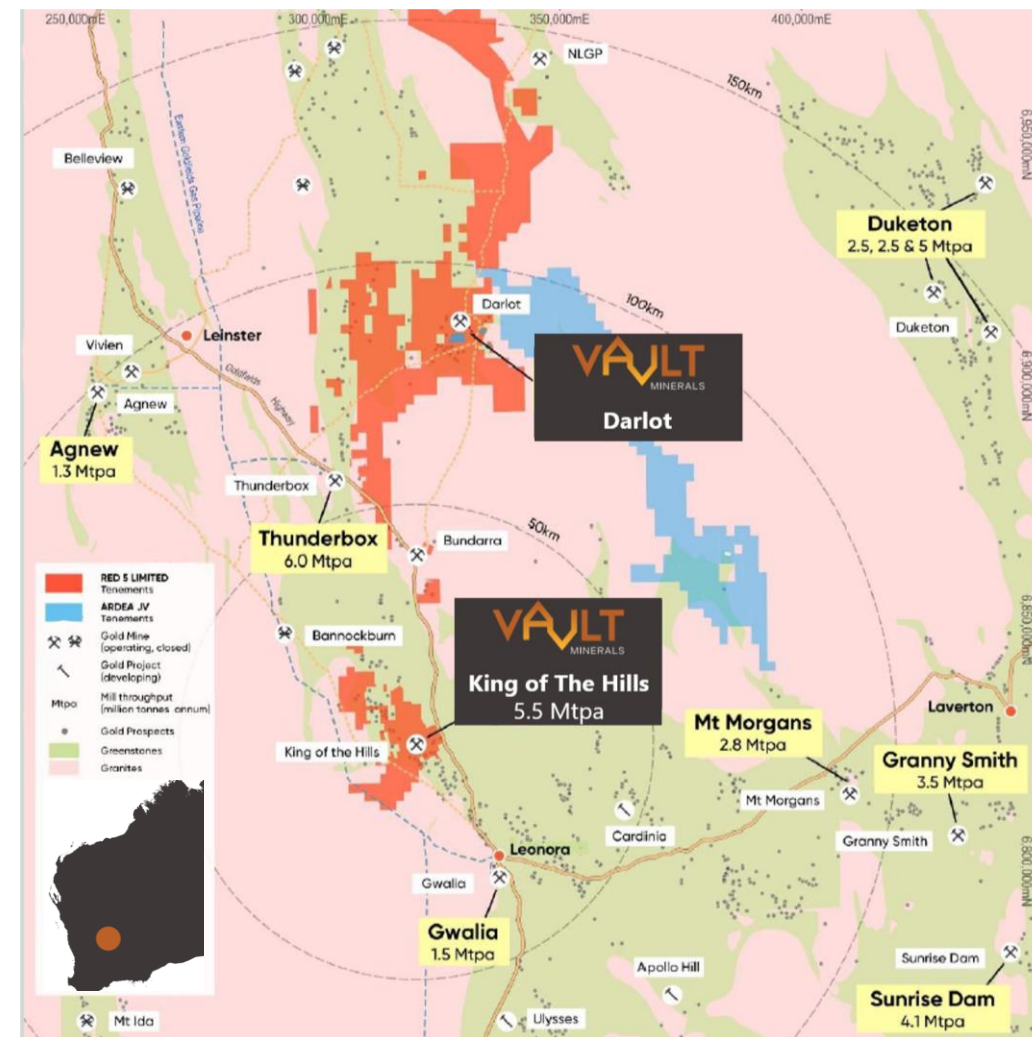 250,000mE
300,000mE
350,000mE
400,000mE
NLGP
150km
6,950,000mN
Belleview
Eastern Goldfields Gas Pipeline
Duketon
2.5, 2.5 & 5 Mtpa
Darlot
100km
Leinster
Duketon
Vivien
VAULT
MINERALS
Darlot
Goldfields
Highway
6,900,000mN
Agnew
Agnew
1.3 Mtpa
Thunderbox
Thunderbox
6.0 Mtpa
50km
Bundarra
RED 5 LIMITED
Tenements
ARDEA JV
Tenements
Gold Mine
(operating, closed)
Gold Project
(developing)
Mtpa
Mill throughput
(million tonnes annum)
Gold Prospects
Greenstones
Granites
Bannockburn
VAULT
MINERALS
King of The Hills
5.5 Mtpa
6,850,000mN
Laverton
Mt Morgans
2.8 Mtpa
King of the Hills
Granny Smith
3.5 Mtpa
Mt Morgans
Cardinia
Granny Smith
Leonora
6,800,000mN
Gwalia
Gwalia
1.5 Mtpa
Apollo Hill
Sunrise Dam
Sunrise Dam
4.1 Mtpa
Mt Ida
Ulysses